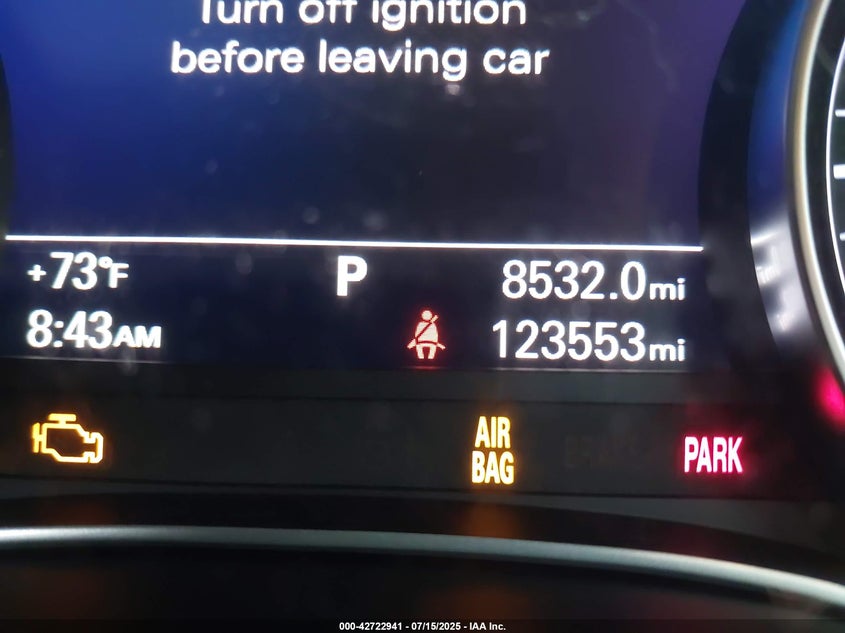 Turn off ignition
before leaving car
+73°F
P
8532.0mi
8:43AM
123553mi
AIR
BAG
PARK
000-42722941 - 07/15/2025 - IAA Inc.